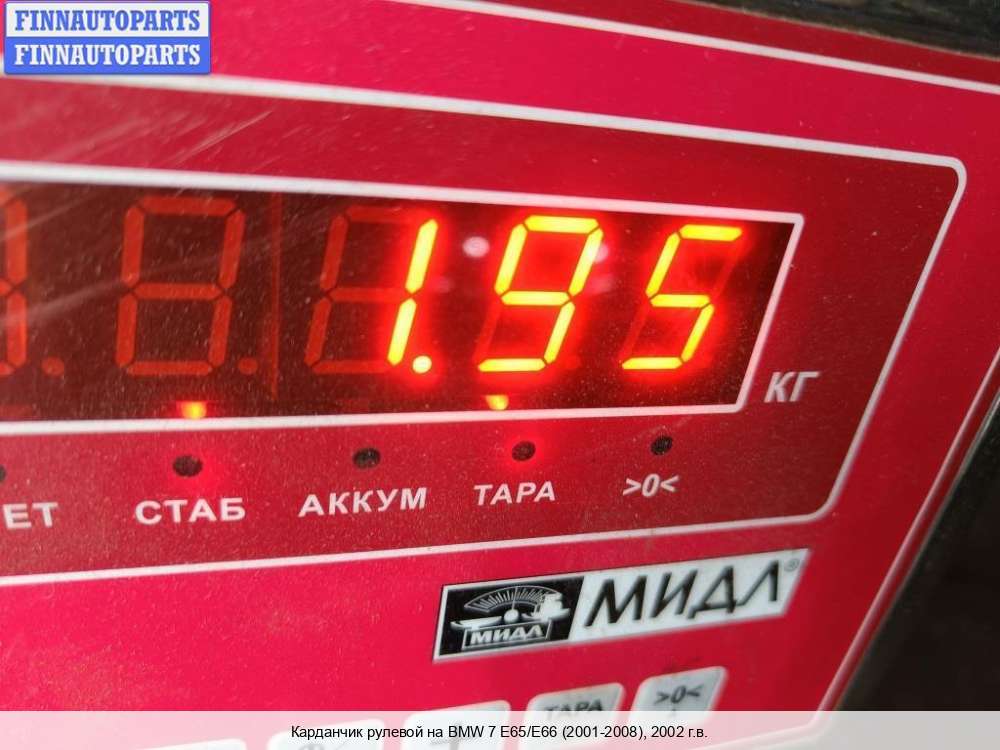 FINNAUTOPARTS
FINNAUTOPARTS
1.95
КГ
ЕТ
СТАБ
АККУМ
ТАРА
>0<
МИДЛ
МИДЛ®
ТАРА
>0<
Карданчик рулевой на BMW 7 E65/E66 (2001-2008), 2002 г.в.